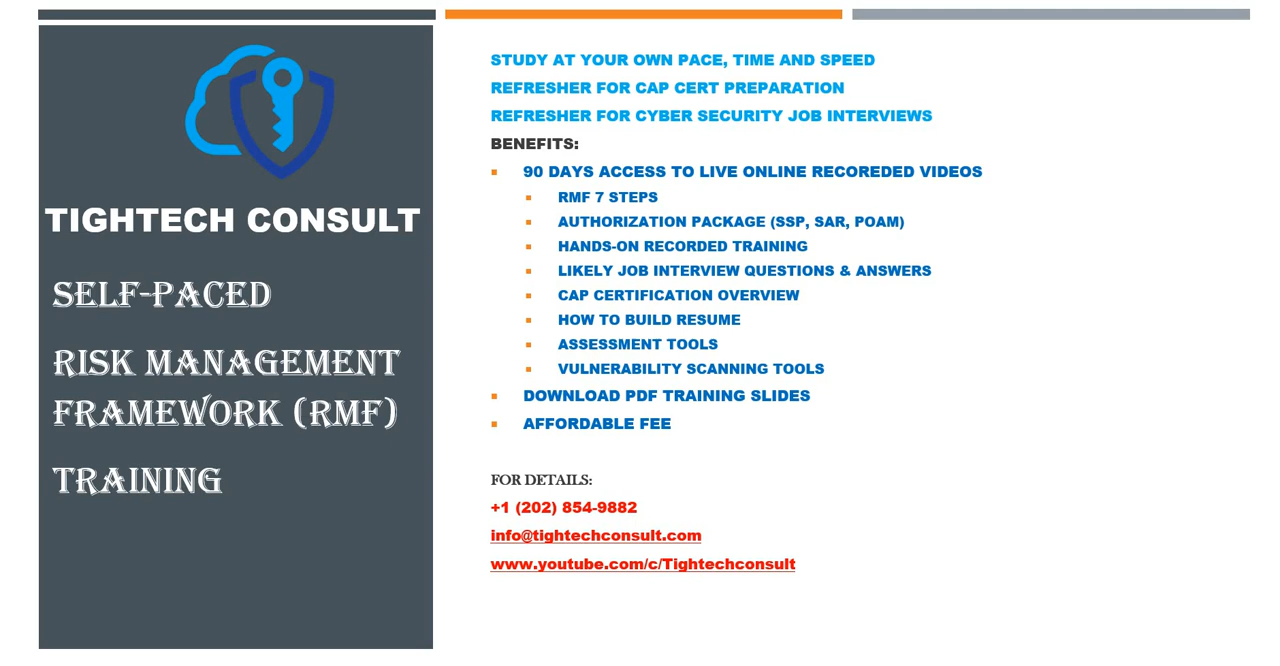 TIGHTECH CONSULT
SELF-PACED
RISK MANAGEMENT
FRAMEWORK (RMF)
TRAINING
STUDY AT YOUR OWN PACE, TIME AND SPEED
REFRESHER FOR CAP CERT PREPARATION
REFRESHER FOR CYBER SECURITY JOB INTERVIEWS
BENEFITS:
90 DAYS ACCESS TO LIVE ONLINE RECOREDED VIDEOS
RMF 7 STEPS
AUTHORIZATION PACKAGE (SSP, SAR, POAM)
HANDS-ON RECORDED TRAINING
LIKELY JOB INTERVIEW QUESTIONS & ANSWERS
CAP CERTIFICATION OVERVIEW
HOW TO BUILD RESUME
ASSESSMENT TOOLS
VULNERABILITY SCANNING TOOLS
DOWNLOAD PDF TRAINING SLIDES
AFFORDABLE FEE
FOR DETAILS:
+1 (202) 854-9882
info@tightechconsult.com
www.youtube.com/c/Tightechconsult